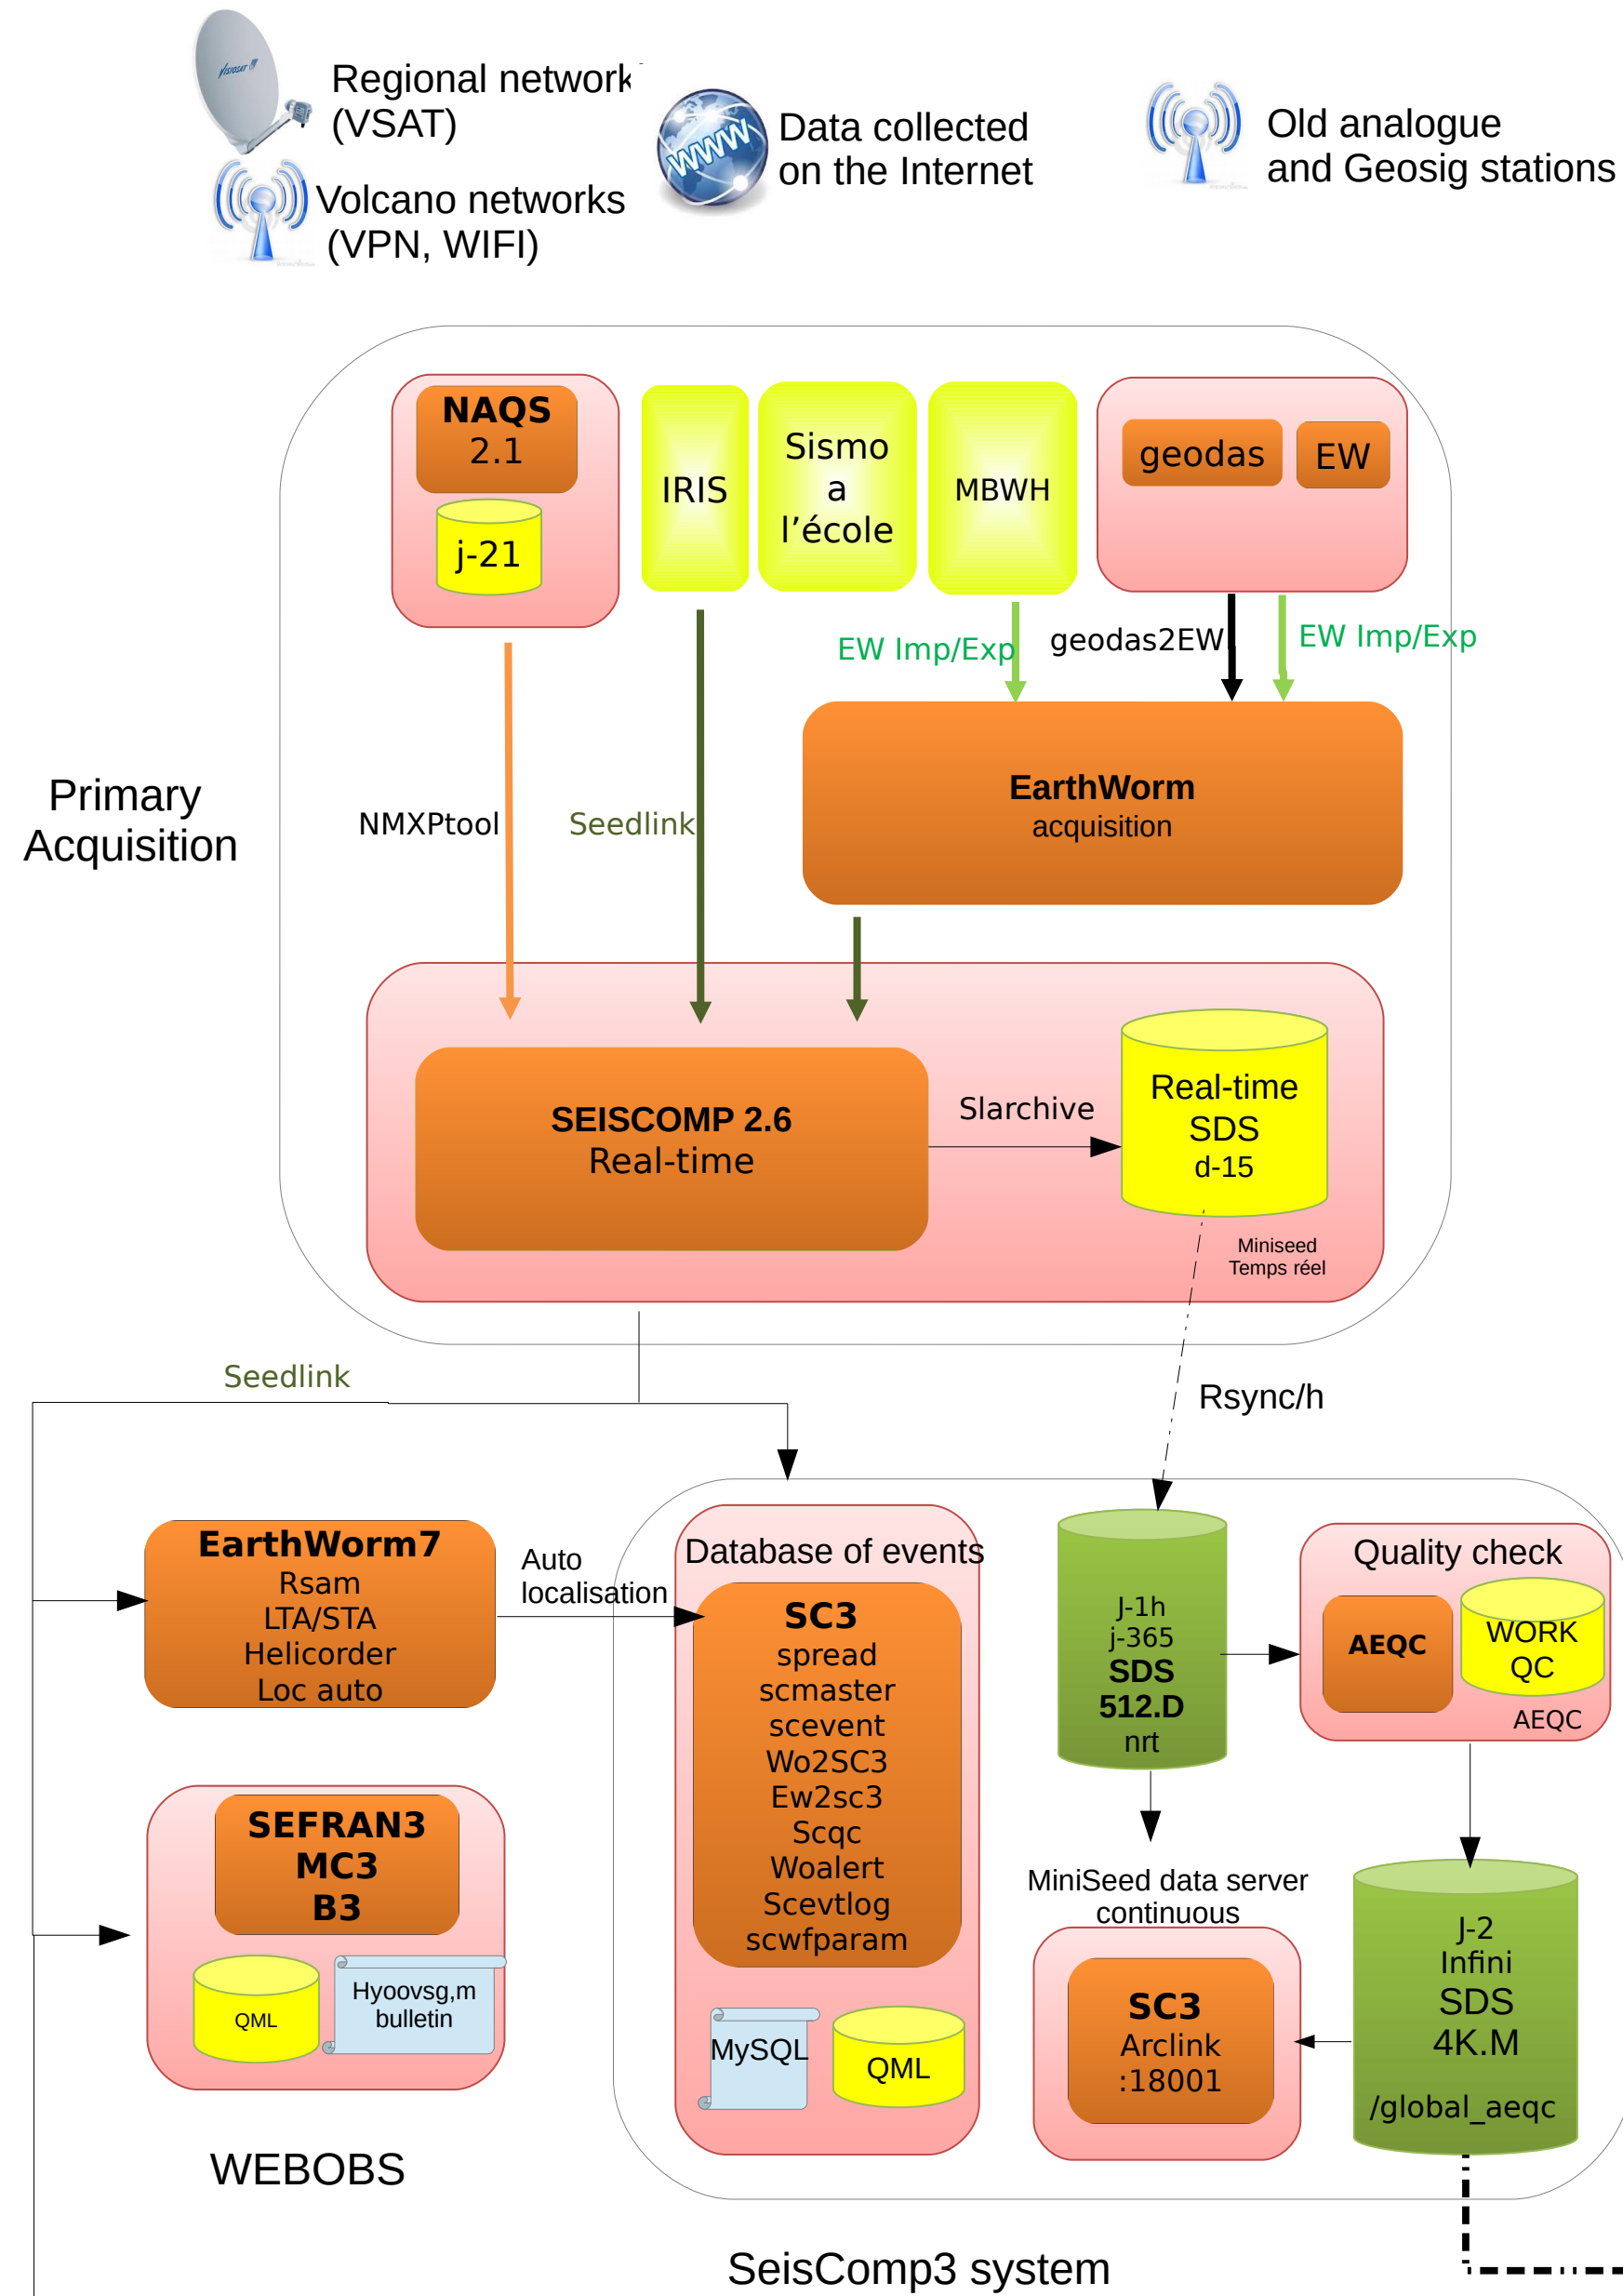 VISIOSAT
Regional network
(VSAT)
Volcano networks
(VPN, WIFI)
www
Data collected
on the Internet
Old analogue
and Geosig stations
Primary
Acquisition
NAQS
2.1
j-21
IRIS
Sismo
a
l’école
MBWH
geodas
EW
EW Imp/Exp
geodas2EW
EW Imp/Exp
EarthWorm
acquisition
NMXPtool
Seedlink
SEISCOMP 2.6
Real-time
Slarchive
Real-time
SDS
d-15
Miniseed
Temps réel
Seedlink
Rsync/h
EarthWorm7
Rsam
LTA/STA
Helicorder
Loc auto
Auto
localisation
Database of events
SC3
spread
scmaster
scevent
Wo2SC3
Ew2sc3
Scqc
Woalert
Scevtlog
scwfparam
MySQL
QML
J-1h
j-365
SDS
512.D
nrt
Quality check
AEQC
WORK
QC
AEQC
SEFRAN3
MC3
B3
QML
Hyoovsg,m
bulletin
WEBOBS
MiniSeed data server
continuous
SC3
Arclink
:18001
J-2
Infini
SDS
4K.M
/global_aeqc
SeisComp3 system